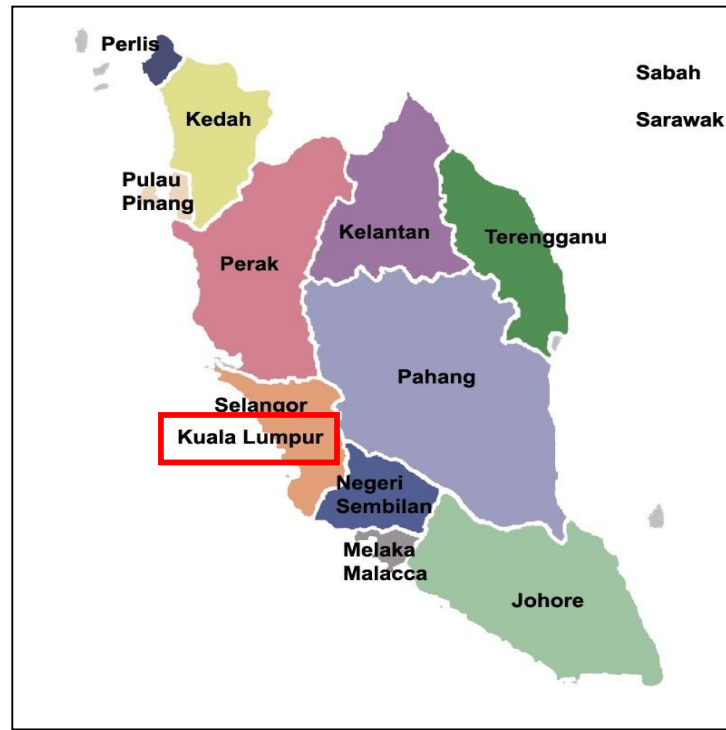 Perlis
Sabah
Kedah
Sarawak
Pulau
Pinang
Kelantan
Terengganu
Perak
Pahang
Selangor
Kuala Lumpur
Negeri
Sembilan
Melaka
Malacca
Johore